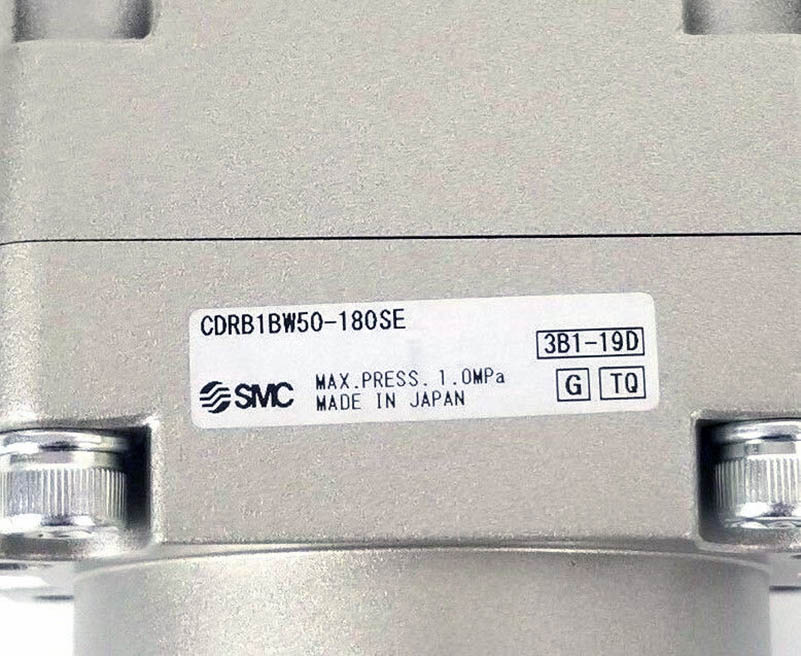 CDRB1BW50-180SE
3B1-19D
SMC MAX.PRESS. 1.0MPa
MADE IN JAPAN
G TQ